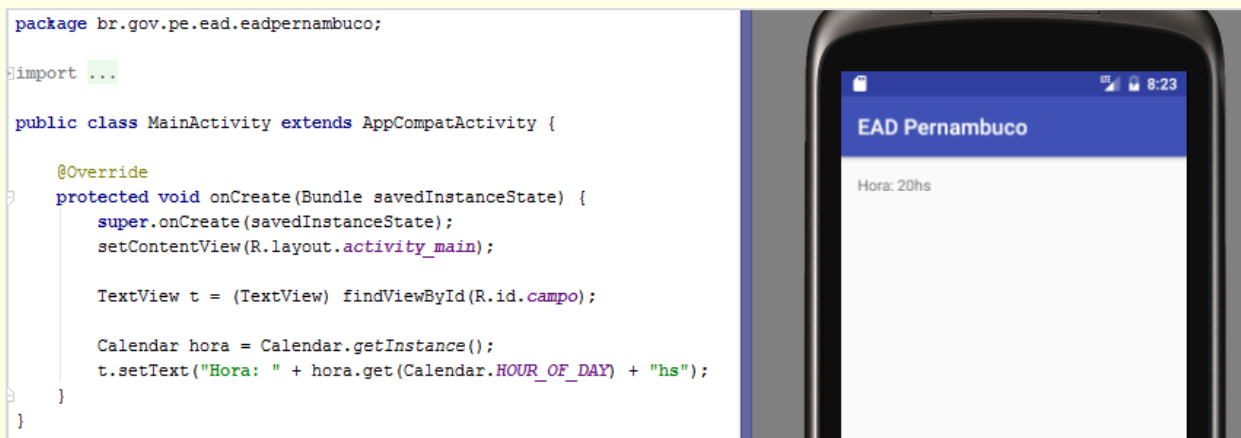 package br.gov.pe.ead.eadpernambuco;
import ...
public class MainActivity extends AppCompatActivity {
@Override
protected void onCreate(Bundle savedInstanceState) {
super.onCreate(savedInstanceState);
setContentView(R.layout.activity_main);
TextView t = (TextView) findViewById(R.id.campo);
Calendar hora = Calendar.getInstance();
t.setText("Hora: " + hora.get(Calendar.HOUR_OF_DAY) + "hs");
}
}
LTE 8:23
EAD Pernambuco
Hora: 20hs